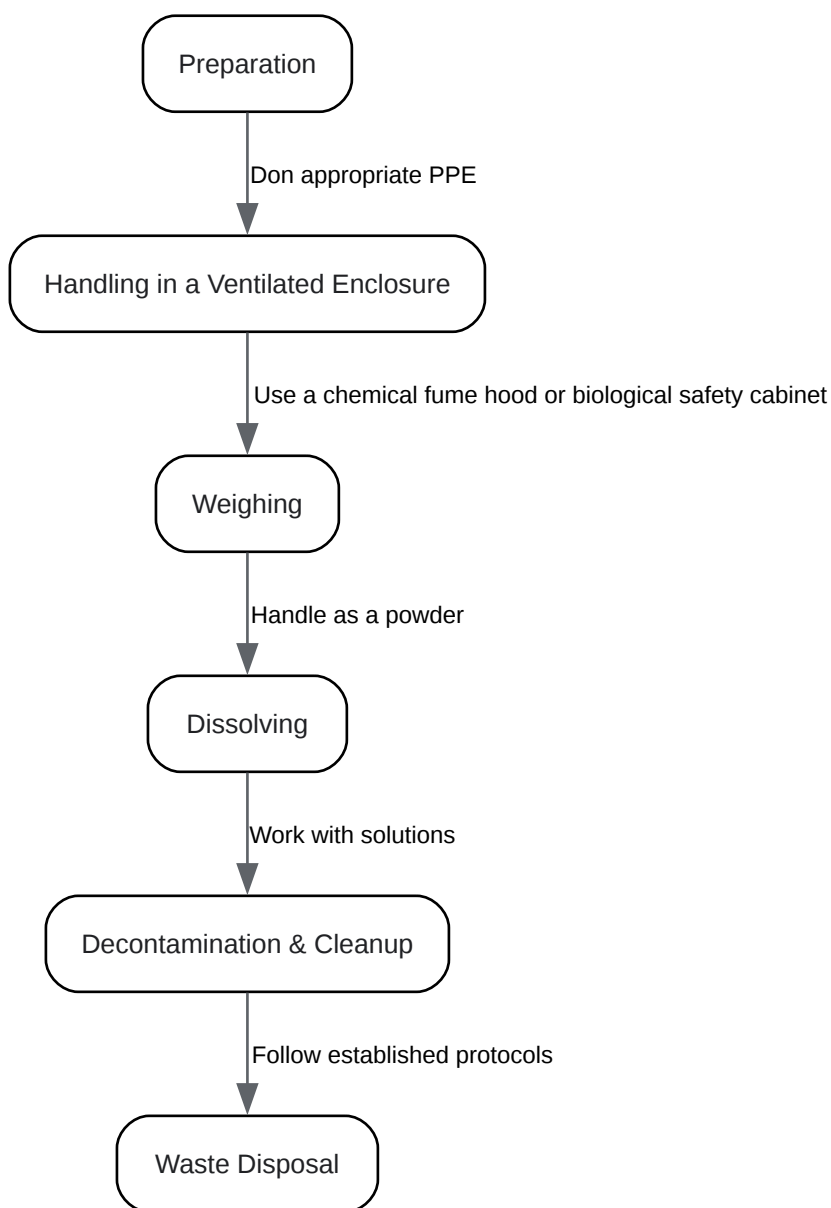 Preparation
Don appropriate PPE
Handling in a Ventilated Enclosure
Use a chemical fume hood or biological safety cabinet
Weighing
Handle as a powder
Dissolving
Work with solutions
Decontamination & Cleanup
Follow established protocols
Waste Disposal